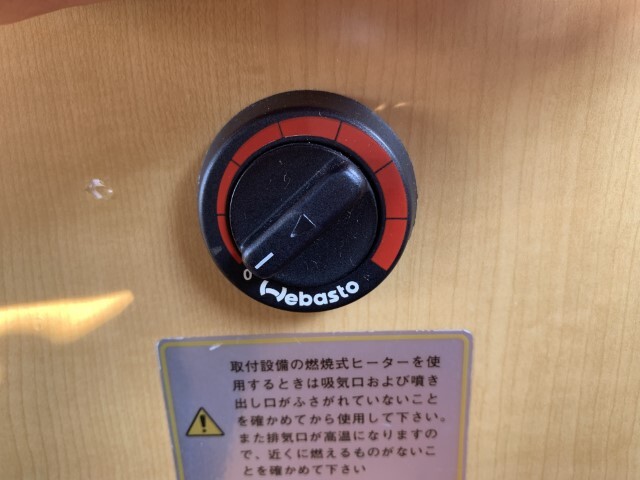 0
Webasto
取付設備の燃焼式ヒーターを使
用するときは吸気口および噴き
出し口がふさがれていないこと
を確かめてから使用して下さい。
また排気口が高温になりますの
で、近くに燃えるものがないこ
とを確かめて下さい